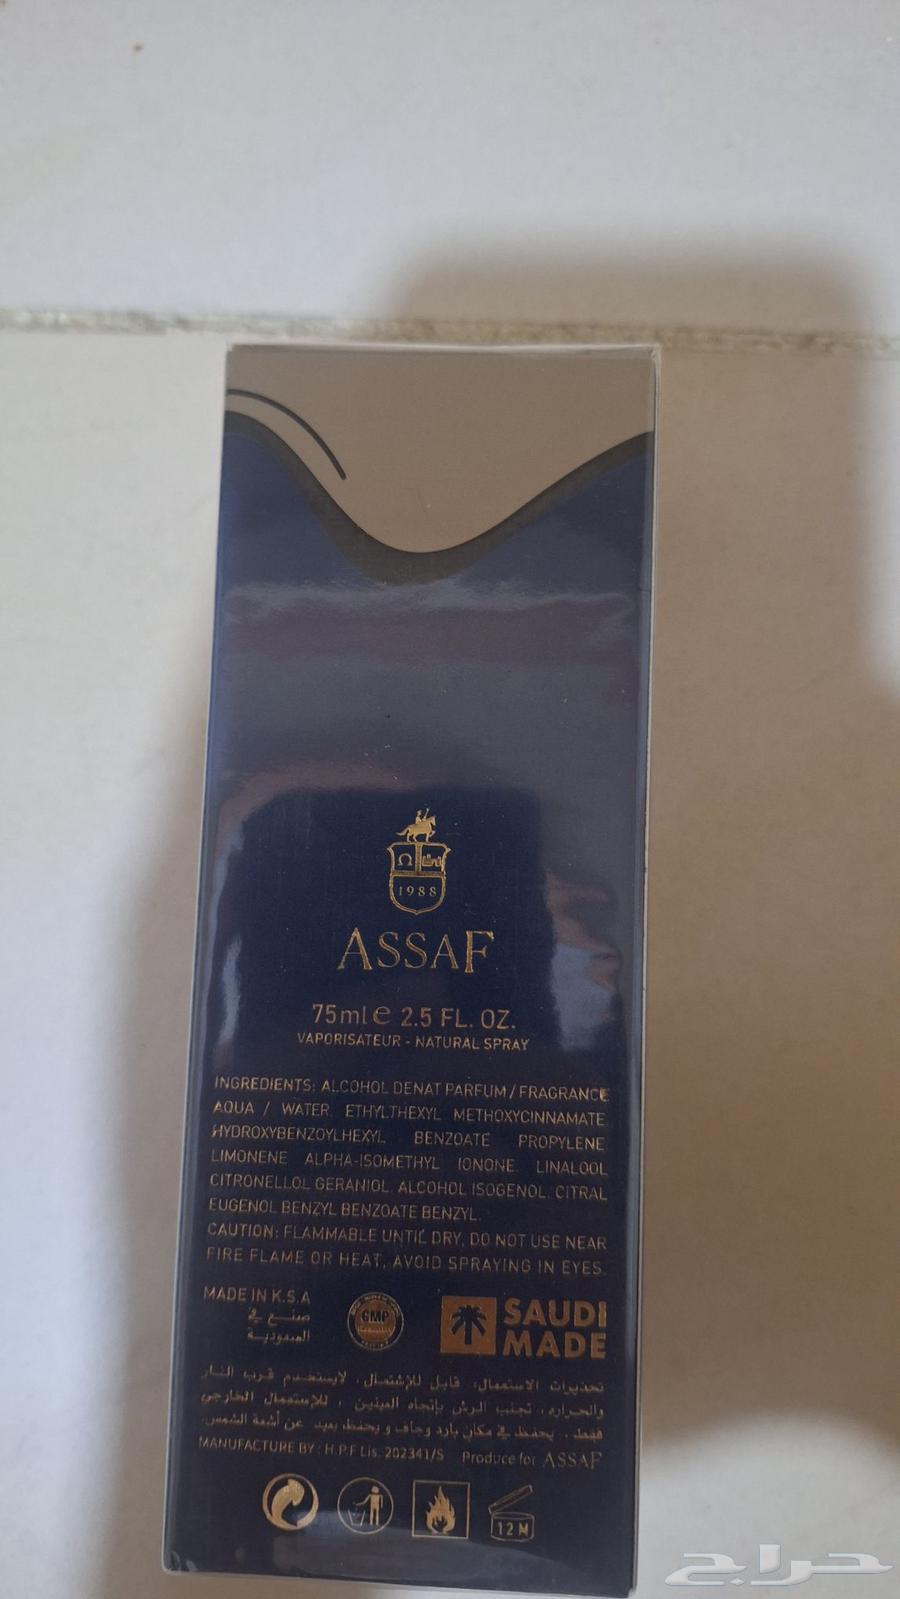 1988
ASSAF
75ml e 2.5 FL. OZ.
VAPORISATEUR - NATURAL SPRAY
INGREDIENTS: ALCOHOL DENAT PARFUM / FRAGRANCE
AQUA / WATER ETHYLTHEXYL METHOXYCINNAMATE
HYDROXYBENZOYLHEXYL BENZOATE PROPYLENE
LIMONENE ALPHA-ISOMETHYL IONONE LINALOOL
CITRONELLOL GERANIOL ALCOHOL ISOGENOL. CITRAL
EUGENOL BENZYL BENZOATE BENZYL.
CAUTION: FLAMMABLE UNTIL DRY, DO NOT USE NEAR
FIRE FLAME OR HEAT, AVOID SPRAYING IN EYES.
MADE IN K.S.A
صنع في
السعودية
GMP
SAUDI
MADE
تحذيرات الاستعمال: قابل للإشتعال ، لايستخدم قرب النار
والحراره ، تجنب الرش بإتجاه العينين ، للإستعمال الخارجي
فقط ، يحفظ في مكان بارد وجاف و يحفظ بعيد عن أشعة الشمس.
MANUFACTURE BY : H.P.F Lis. 202341/S Produce for ASSAF
12 M
حراج